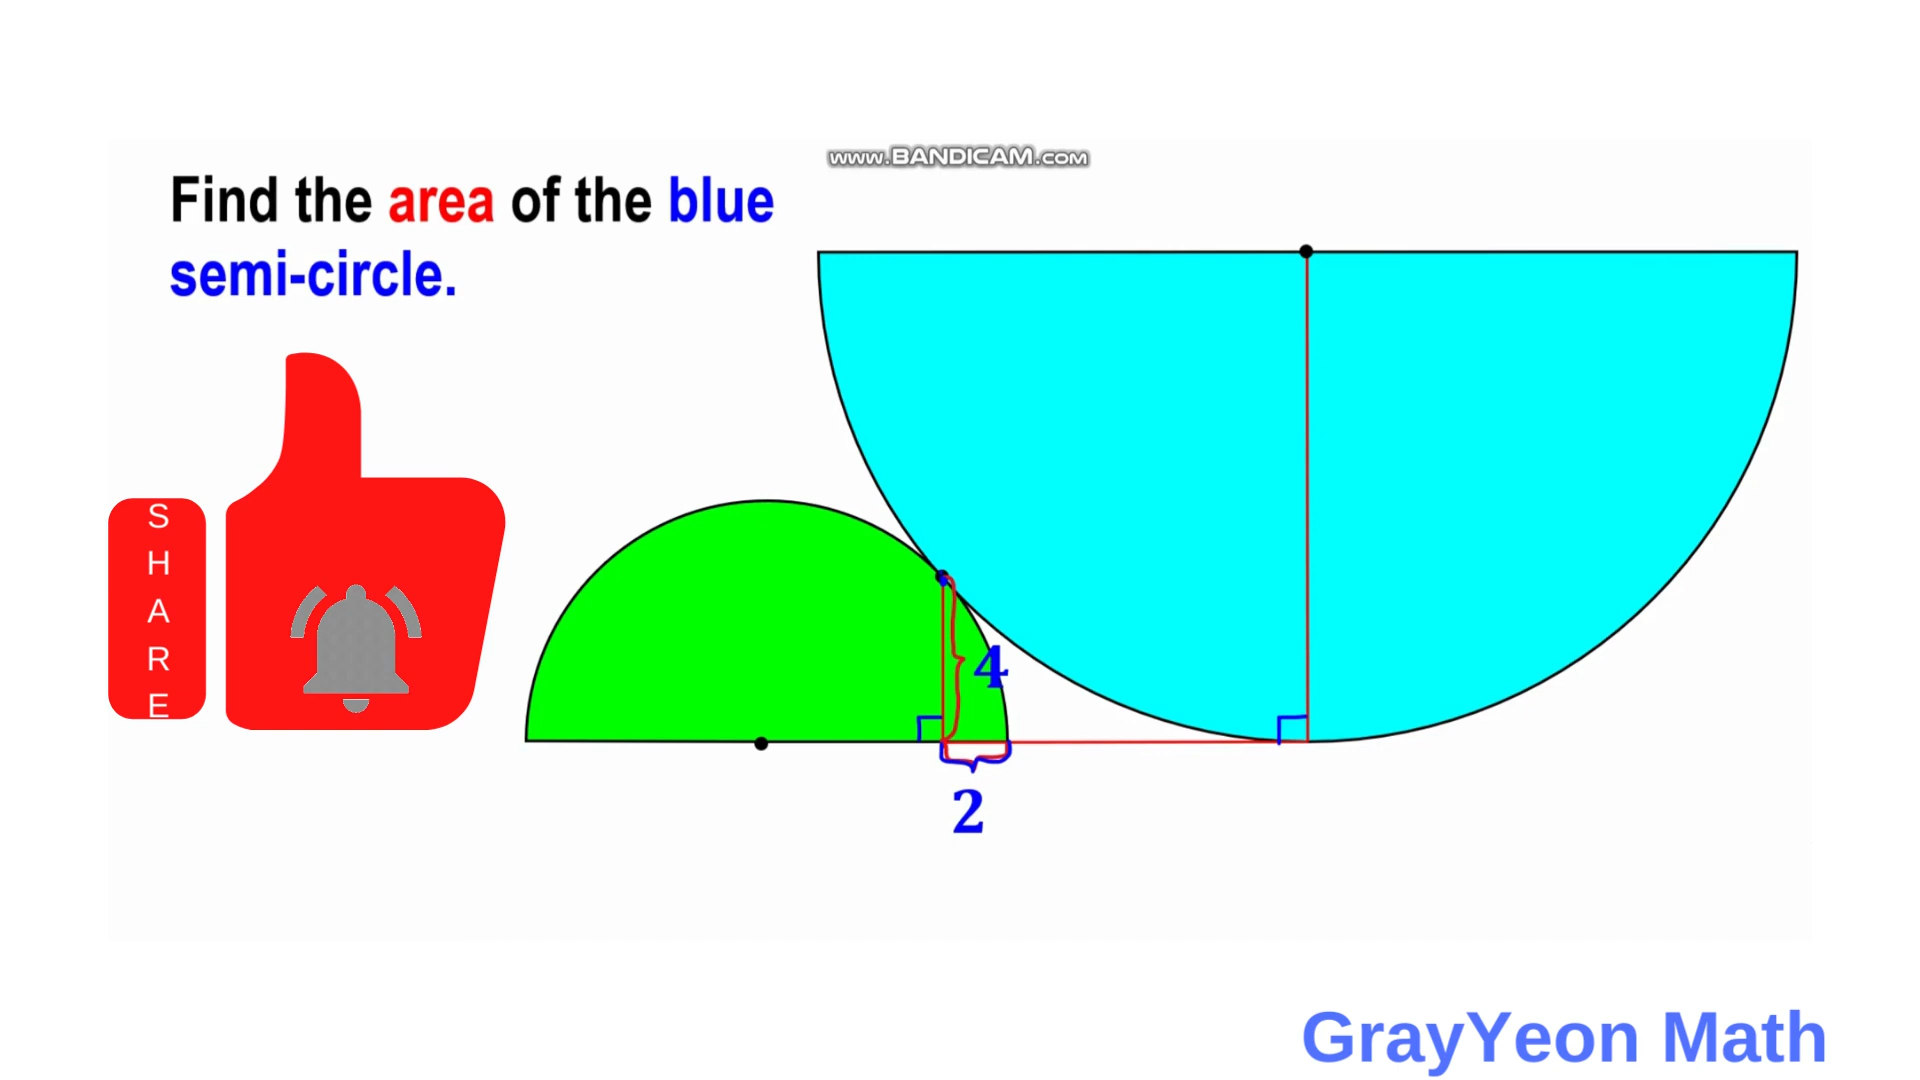 www.BANDICAM.com
Find the area of the blue
semi-circle.
S
H
A
R
E
4
2
GrayYeon Math